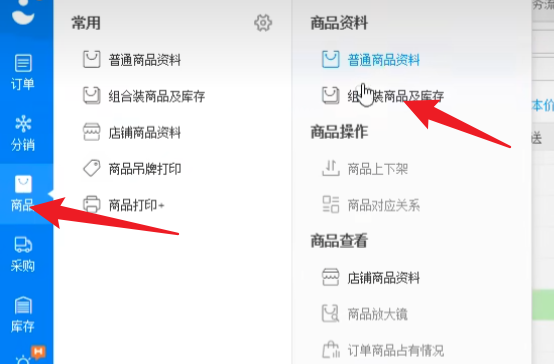 订单
分销
商品
采购
库存
常用
普通商品资料
组合装商品及库存
店铺商品资料
商品吊牌打印
商品打印+
商品资料
普通商品资料
组合装商品及库存
商品操作
商品上下架
商品对应关系
商品查看
店铺商品资料
商品放大镜
订单商品占有情况
务流
本价
送